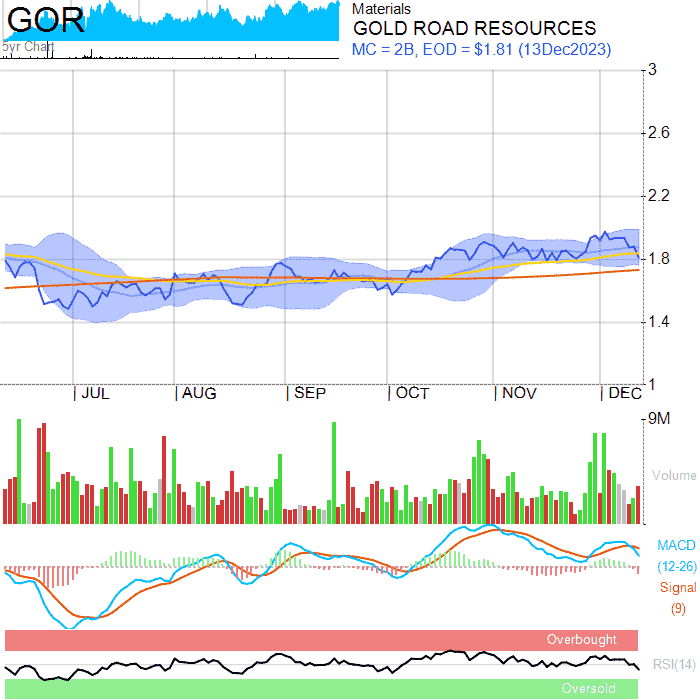 GOR
5yr Chart
Materials
GOLD ROAD RESOURCES
MC = 2B, EOD = $1.81 (13Dec2023)
3
2.6
2.2
1.8
1.4
1
JUL AUG SEP OCT NOV DEC
9M
Volume
MACD
(12-26)
Signal
(9)
Overbought
RSI(14)
Oversold